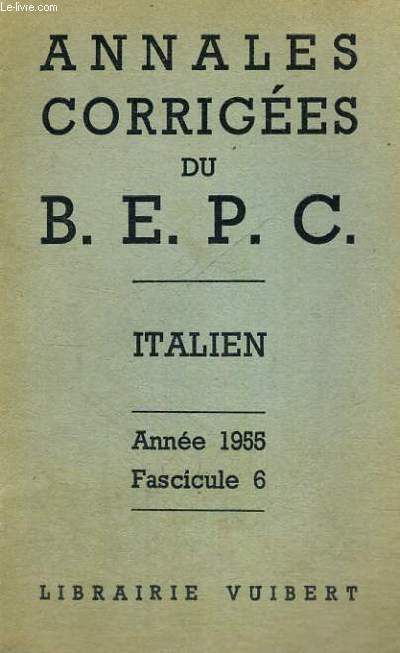 Le-livre.com
ANNALES
CORRIGÉES
DU
B. E. P. C.
ITALIEN
Année 1955
Fascicule 6
LIBRAIRIE VUIBERT